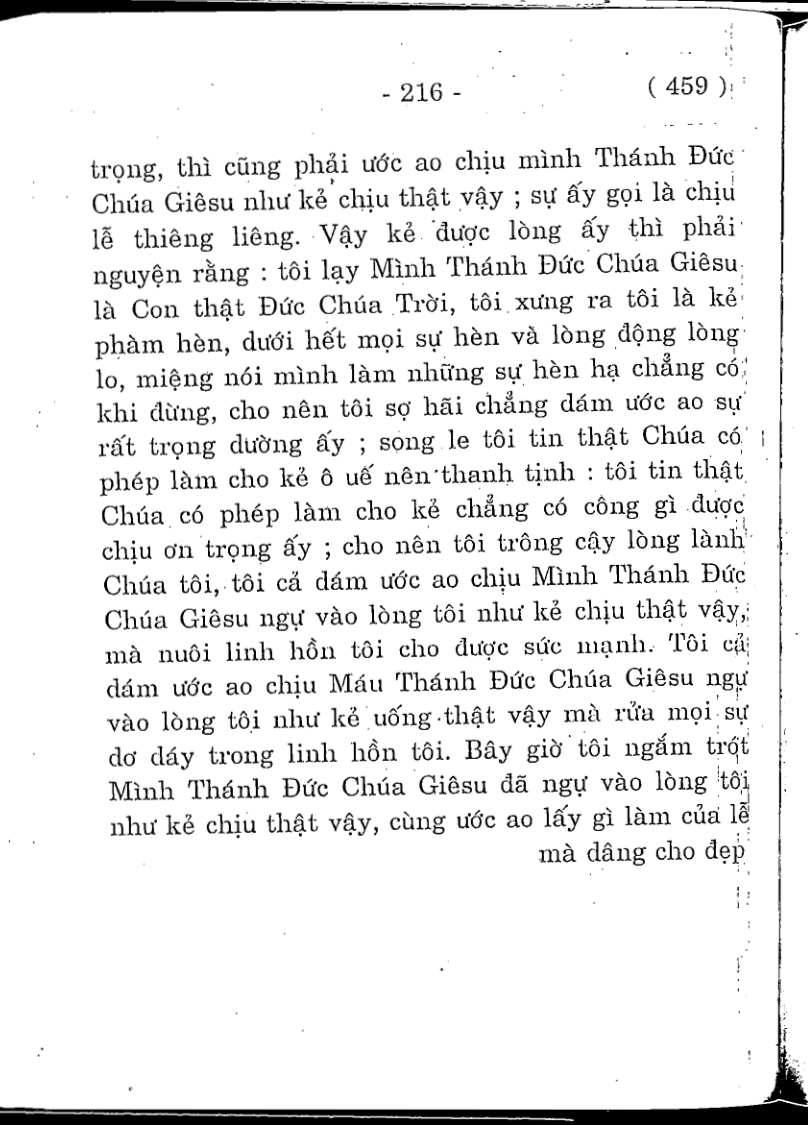 - 216 - ( 459 )
trọng, thì cũng phải ước ao chịu mình Thánh Đức
Chúa Giêsu như kẻ chịu thật vậy ; sự ấy gọi là chịu
lễ thiêng liêng. Vậy kẻ được lòng ấy thì phải
nguyện rằng : tôi lạy Mình Thánh Đức Chúa Giêsu
là Con thật Đức Chúa Trời, tôi xưng ra tôi là kẻ
phàm hèn, dưới hết mọi sự hèn và lòng động lòng
lo, miệng nói mình làm những sự hèn hạ chẳng có
khi đừng, cho nên tôi sợ hãi chẳng dám ước ao sự
rất trọng dường ấy ; song le tôi tin thật Chúa có
phép làm cho kẻ ô uế nên thanh tịnh : tôi tin thật
Chúa có phép làm cho kẻ chẳng có công gì được
chịu ơn trọng ấy ; cho nên tôi trông cậy lòng lành
Chúa tôi, tôi cả dám ước ao chịu Mình Thánh Đức
Chúa Giêsu ngự vào lòng tôi như kẻ chịu thật vậy,
mà nuôi linh hồn tôi cho được sức mạnh. Tôi cả
dám ước ao chịu Máu Thánh Đức Chúa Giêsu ngự
vào lòng tôi như kẻ uống thật vậy mà rửa mọi sự
dơ dáy trong linh hồn tôi. Bây giờ tôi ngắm trót
Mình Thánh Đức Chúa Giêsu đã ngự vào lòng tôi
như kẻ chịu thật vậy, cùng ước ao lấy gì làm của lễ
mà dâng cho đẹp